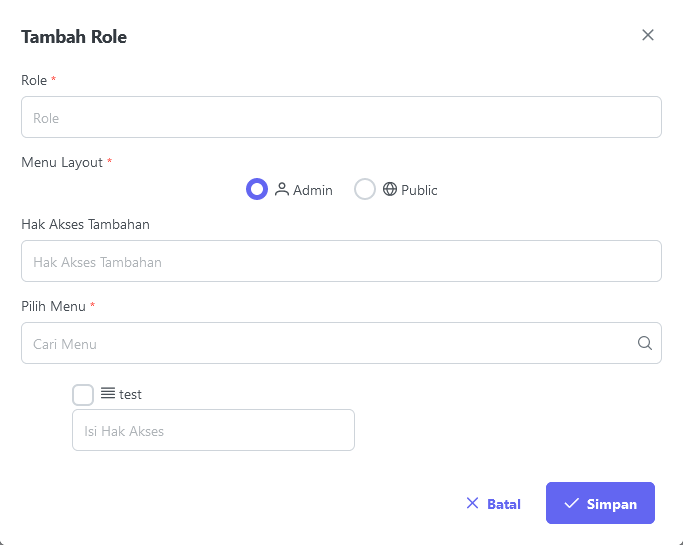 Tambah Role
Role *
Role
Menu Layout *
Admin Public
Hak Akses Tambahan
Hak Akses Tambahan
Pilih Menu *
Cari Menu
test
Isi Hak Akses
Batal Simpan